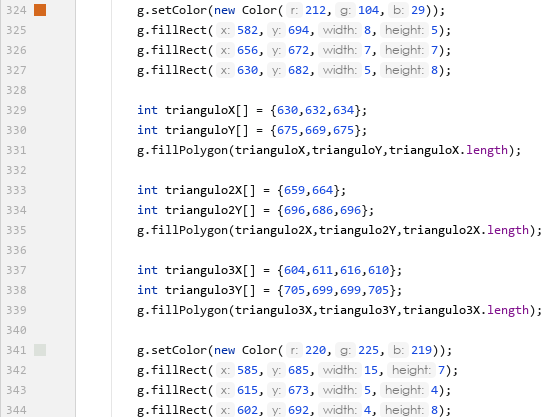 324 g.setColor(new Color( r: 212, g: 104, b: 29));
325 g.fillRect( x: 582, y: 694, width: 8, height: 5);
326 g.fillRect( x: 656, y: 672, width: 7, height: 7);
327 g.fillRect( x: 630, y: 682, width: 5, height: 8);
328
329 int trianguloX[] = {630,632,634};
330 int trianguloY[] = {675,669,675};
331 g.fillPolygon(trianguloX,trianguloY,trianguloX.length);
332
333 int triangulo2X[] = {659,664};
334 int triangulo2Y[] = {696,686,696};
335 g.fillPolygon(triangulo2X,triangulo2Y,triangulo2X.length);
336
337 int triangulo3X[] = {604,611,616,610};
338 int triangulo3Y[] = {705,699,699,705};
339 g.fillPolygon(triangulo3X,triangulo3Y,triangulo3X.length);
340
341 g.setColor(new Color( r: 220, g: 225, b: 219));
342 g.fillRect( x: 585, y: 685, width: 15, height: 7);
343 g.fillRect( x: 615, y: 673, width: 5, height: 4);
344 g.fillRect( x: 602, y: 692, width: 4, height: 8);